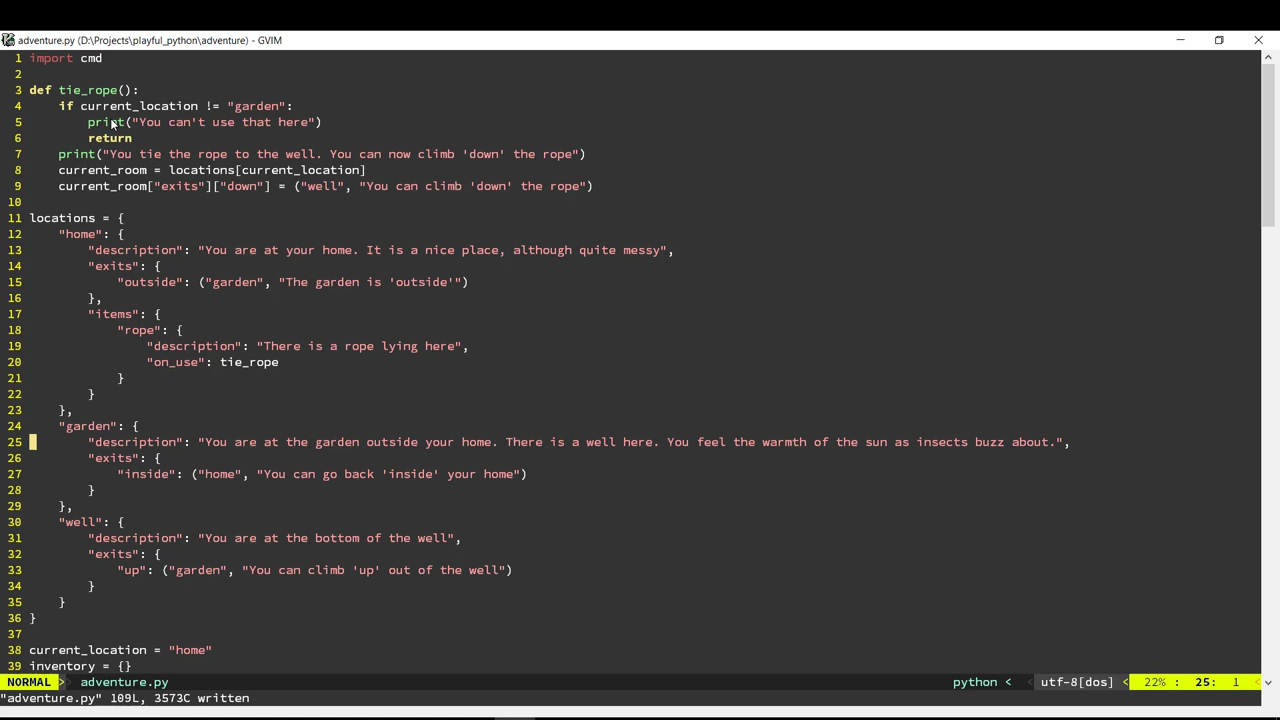 adventure.py (D:\Projects\playful_python\adventure) - GVIM
1 import cmd
2
3 def tie_rope():
4     if current_location != "garden":
5         print("You can't use that here")
6         return
7     print("You tie the rope to the well. You can now climb 'down' the rope")
8     current_room = locations[current_location]
9     current_room["exits"]["down"] = ("well", "You can climb 'down' the rope")
10
11 locations = {
12     "home": {
13         "description": "You are at your home. It is a nice place, although quite messy",
14         "exits": {
15             "outside": ("garden", "The garden is 'outside'")
16         },
17         "items": {
18             "rope": {
19                 "description": "There is a rope lying here",
20                 "on_use": tie_rope
21             }
22         }
23     },
24     "garden": {
25         "description": "You are at the garden outside your home. There is a well here. You feel the warmth of the sun as insects buzz about.",
26         "exits": {
27             "inside": ("home", "You can go back 'inside' your home")
28         }
29     },
30     "well": {
31         "description": "You are at the bottom of the well",
32         "exits": {
33             "up": ("garden", "You can climb 'up' out of the well")
34         }
35     }
36 }
37
38 current_location = "home"
39 inventory = {}
NORMAL > adventure.py python < < utf-8[dos] < 22% : 25: 1 <
"adventure.py" 109L, 3573C written